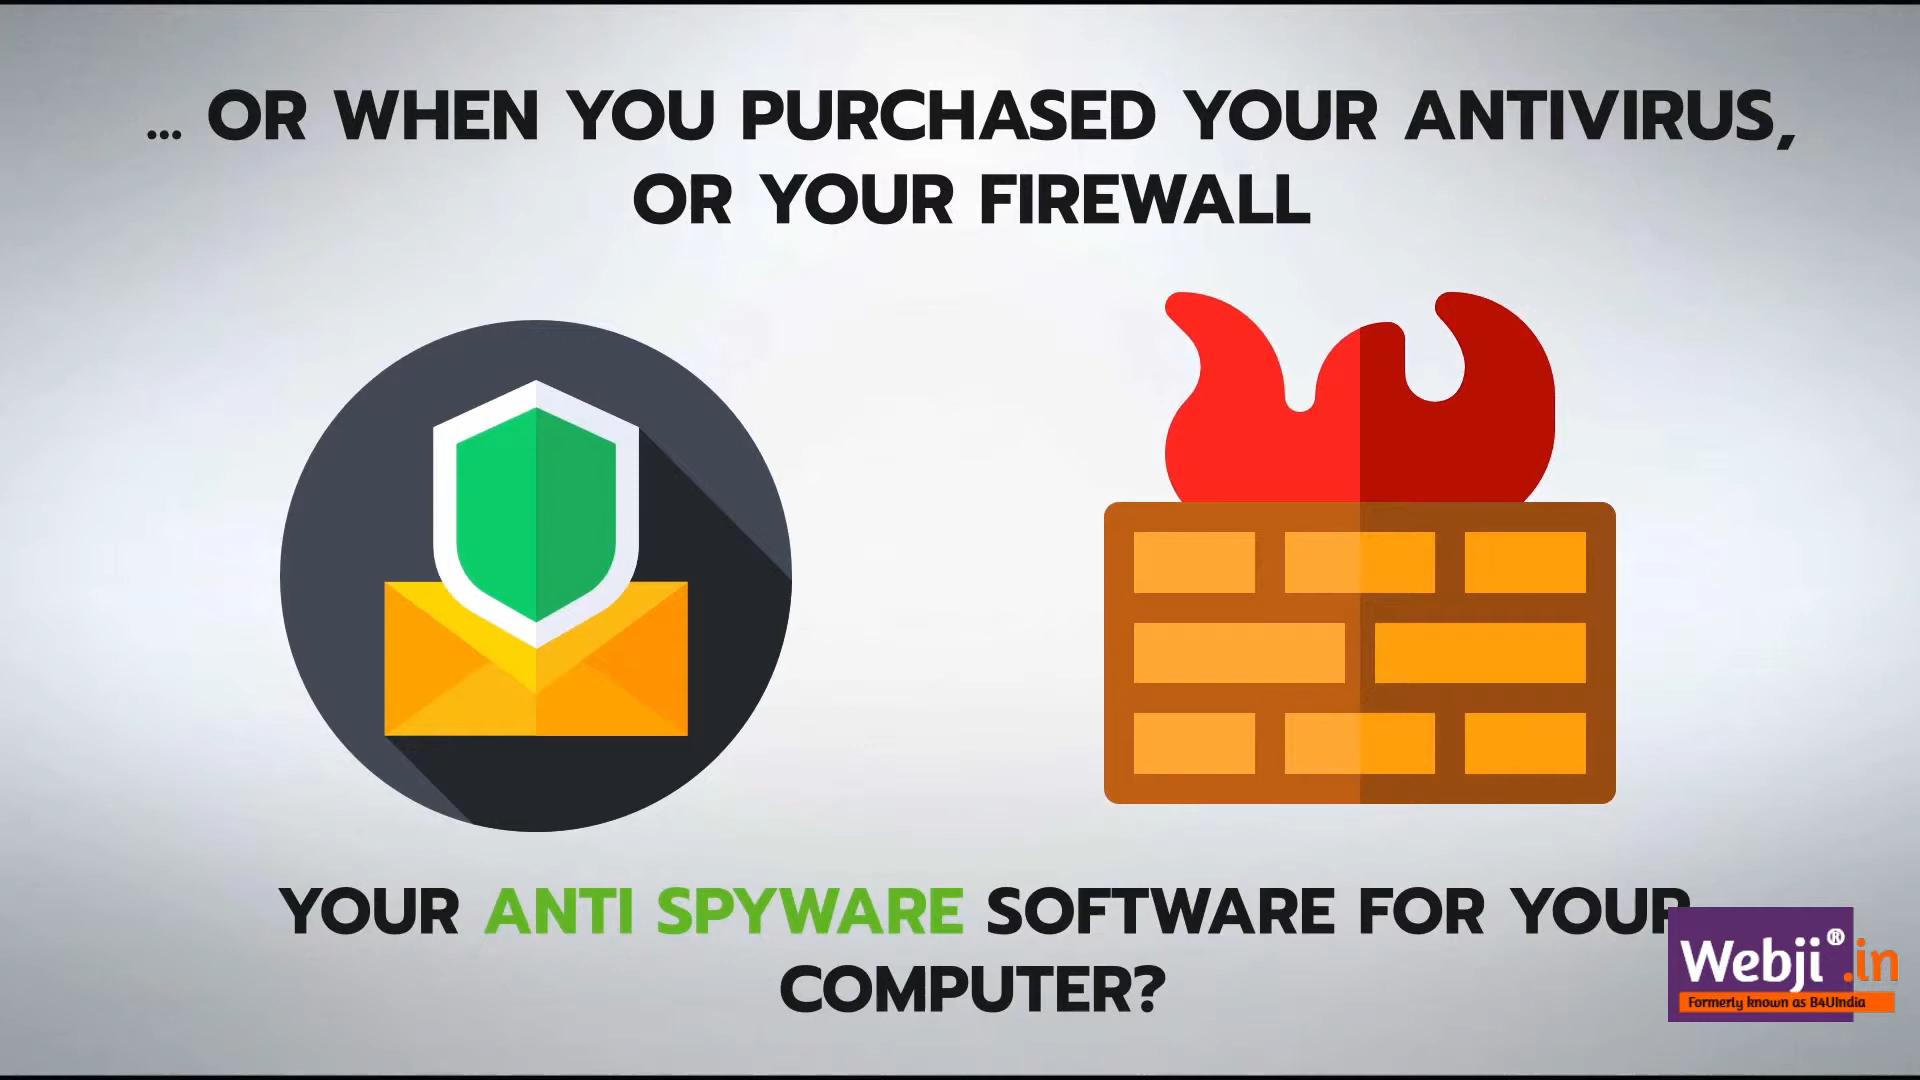 ... OR WHEN YOU PURCHASED YOUR ANTIVIRUS,
OR YOUR FIREWALL
YOUR ANTI SPYWARE SOFTWARE FOR YOUR
COMPUTER?
Webji®.in
Formerly known as B4UIndia